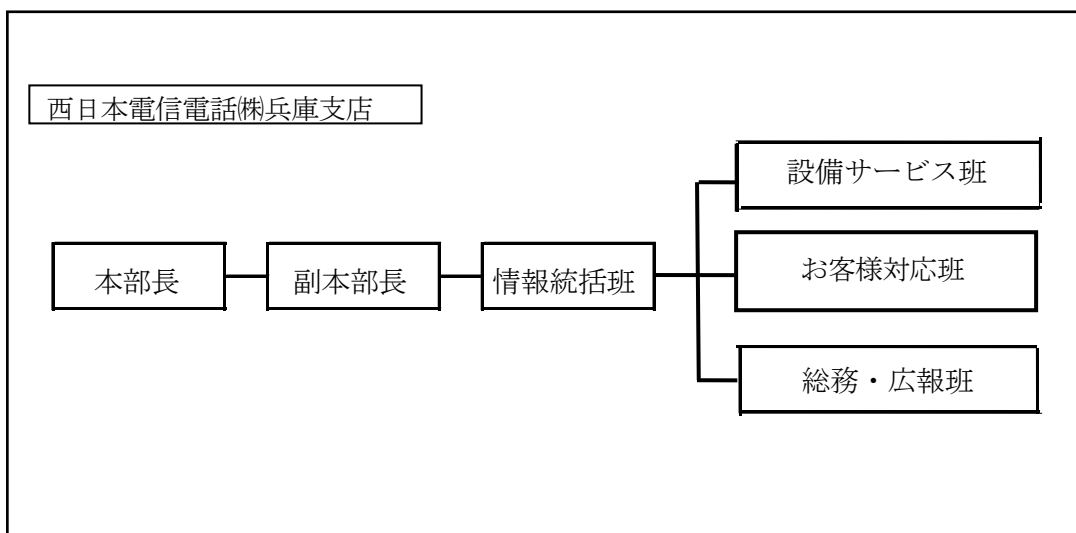 西日本電信電話㈱兵庫支店
設備サービス班
本部長
副本部長
情報統括班
お客様対応班
総務・広報班